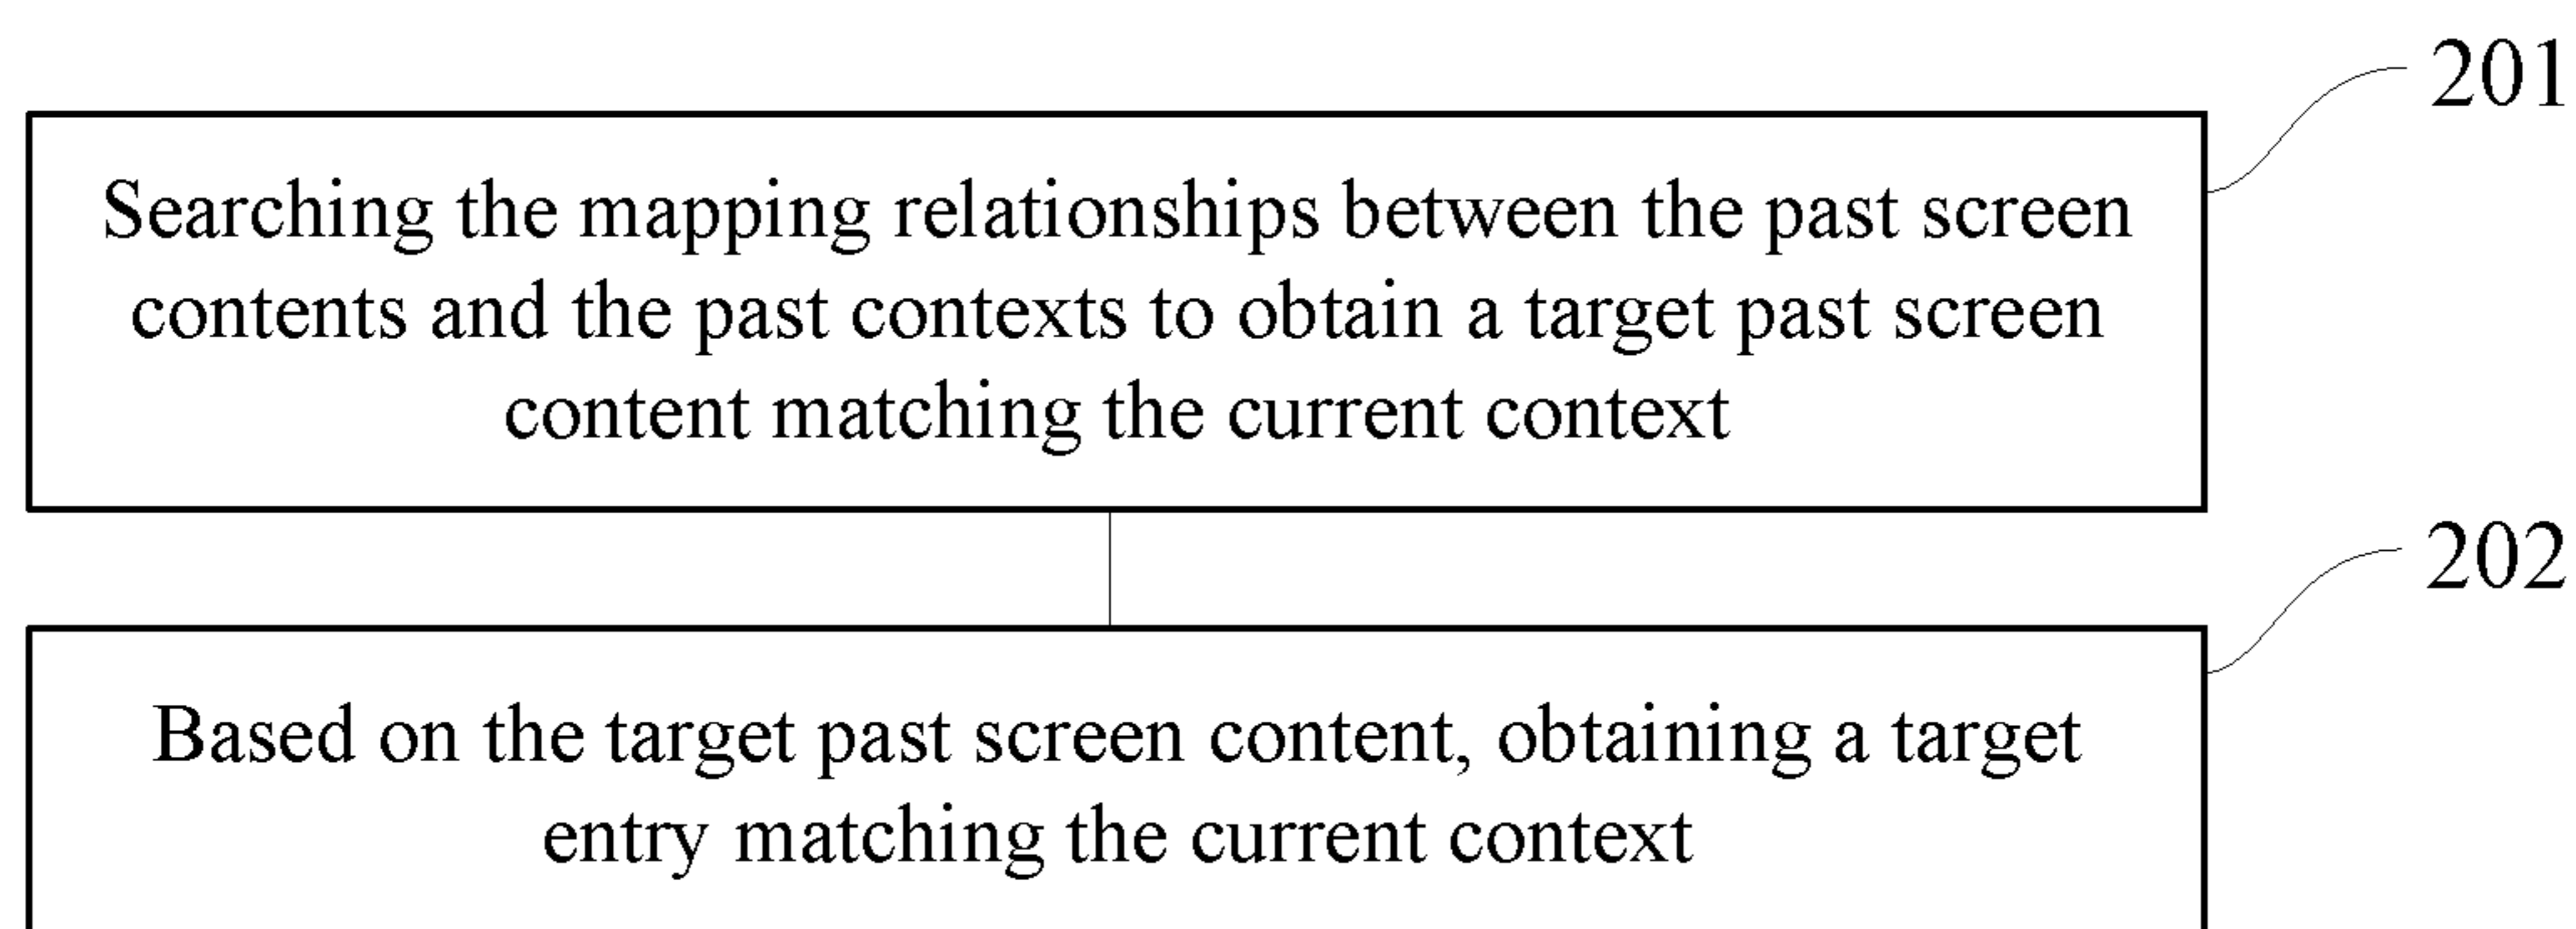 201
Searching the mapping relationships between the past screen
contents and the past contexts to obtain a target past screen
content matching the current context
202
Based on the target past screen content, obtaining a target
entry matching the current context